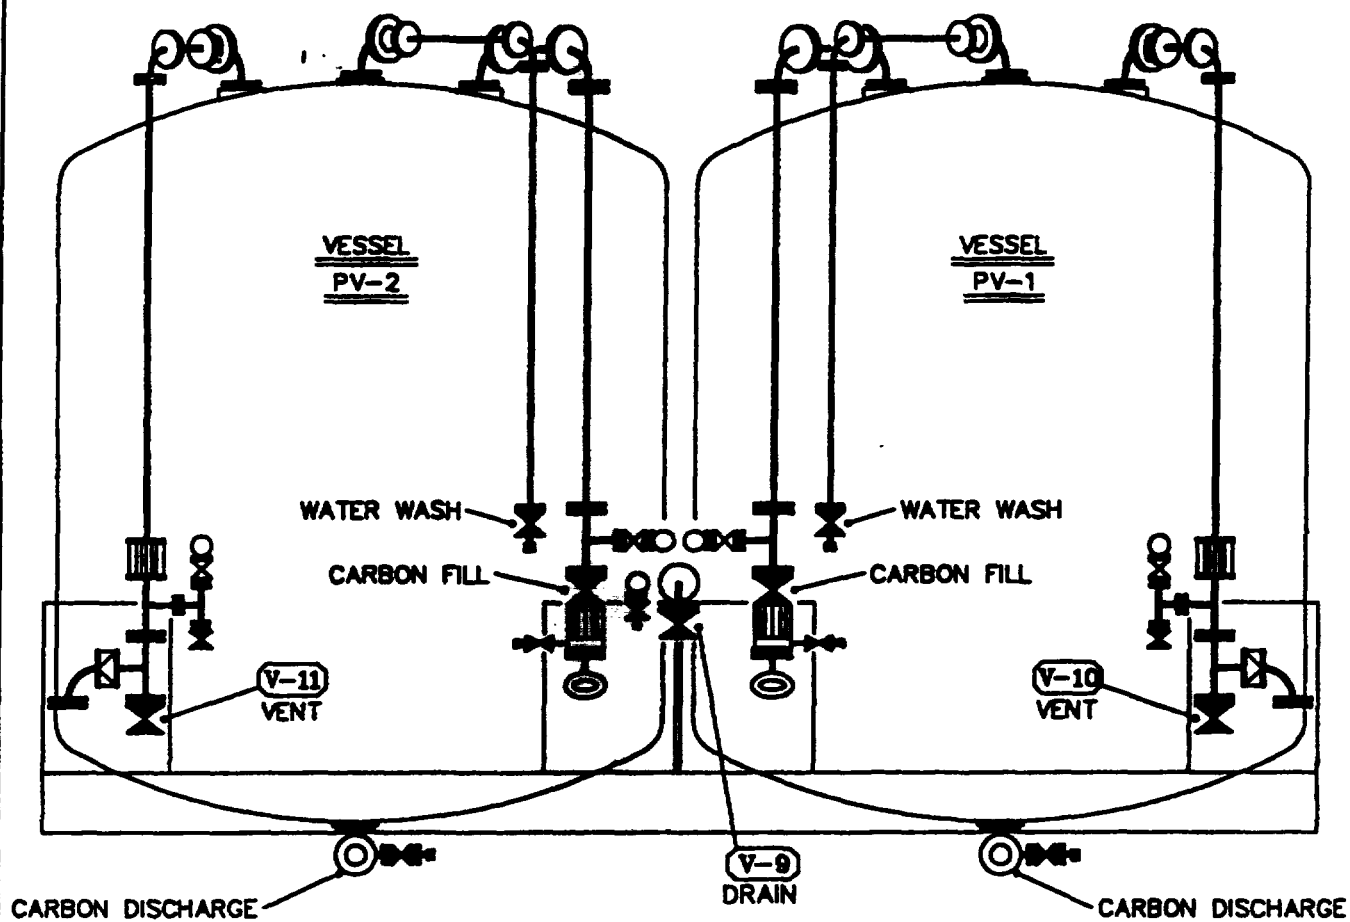 VESSEL
PV-2
VESSEL
PV-1
WATER WASH
WATER WASH
CARBON FILL
CARBON FILL
V-11
VENT
V-10
VENT
V-9
DRAIN
CARBON DISCHARGE
CARBON DISCHARGE